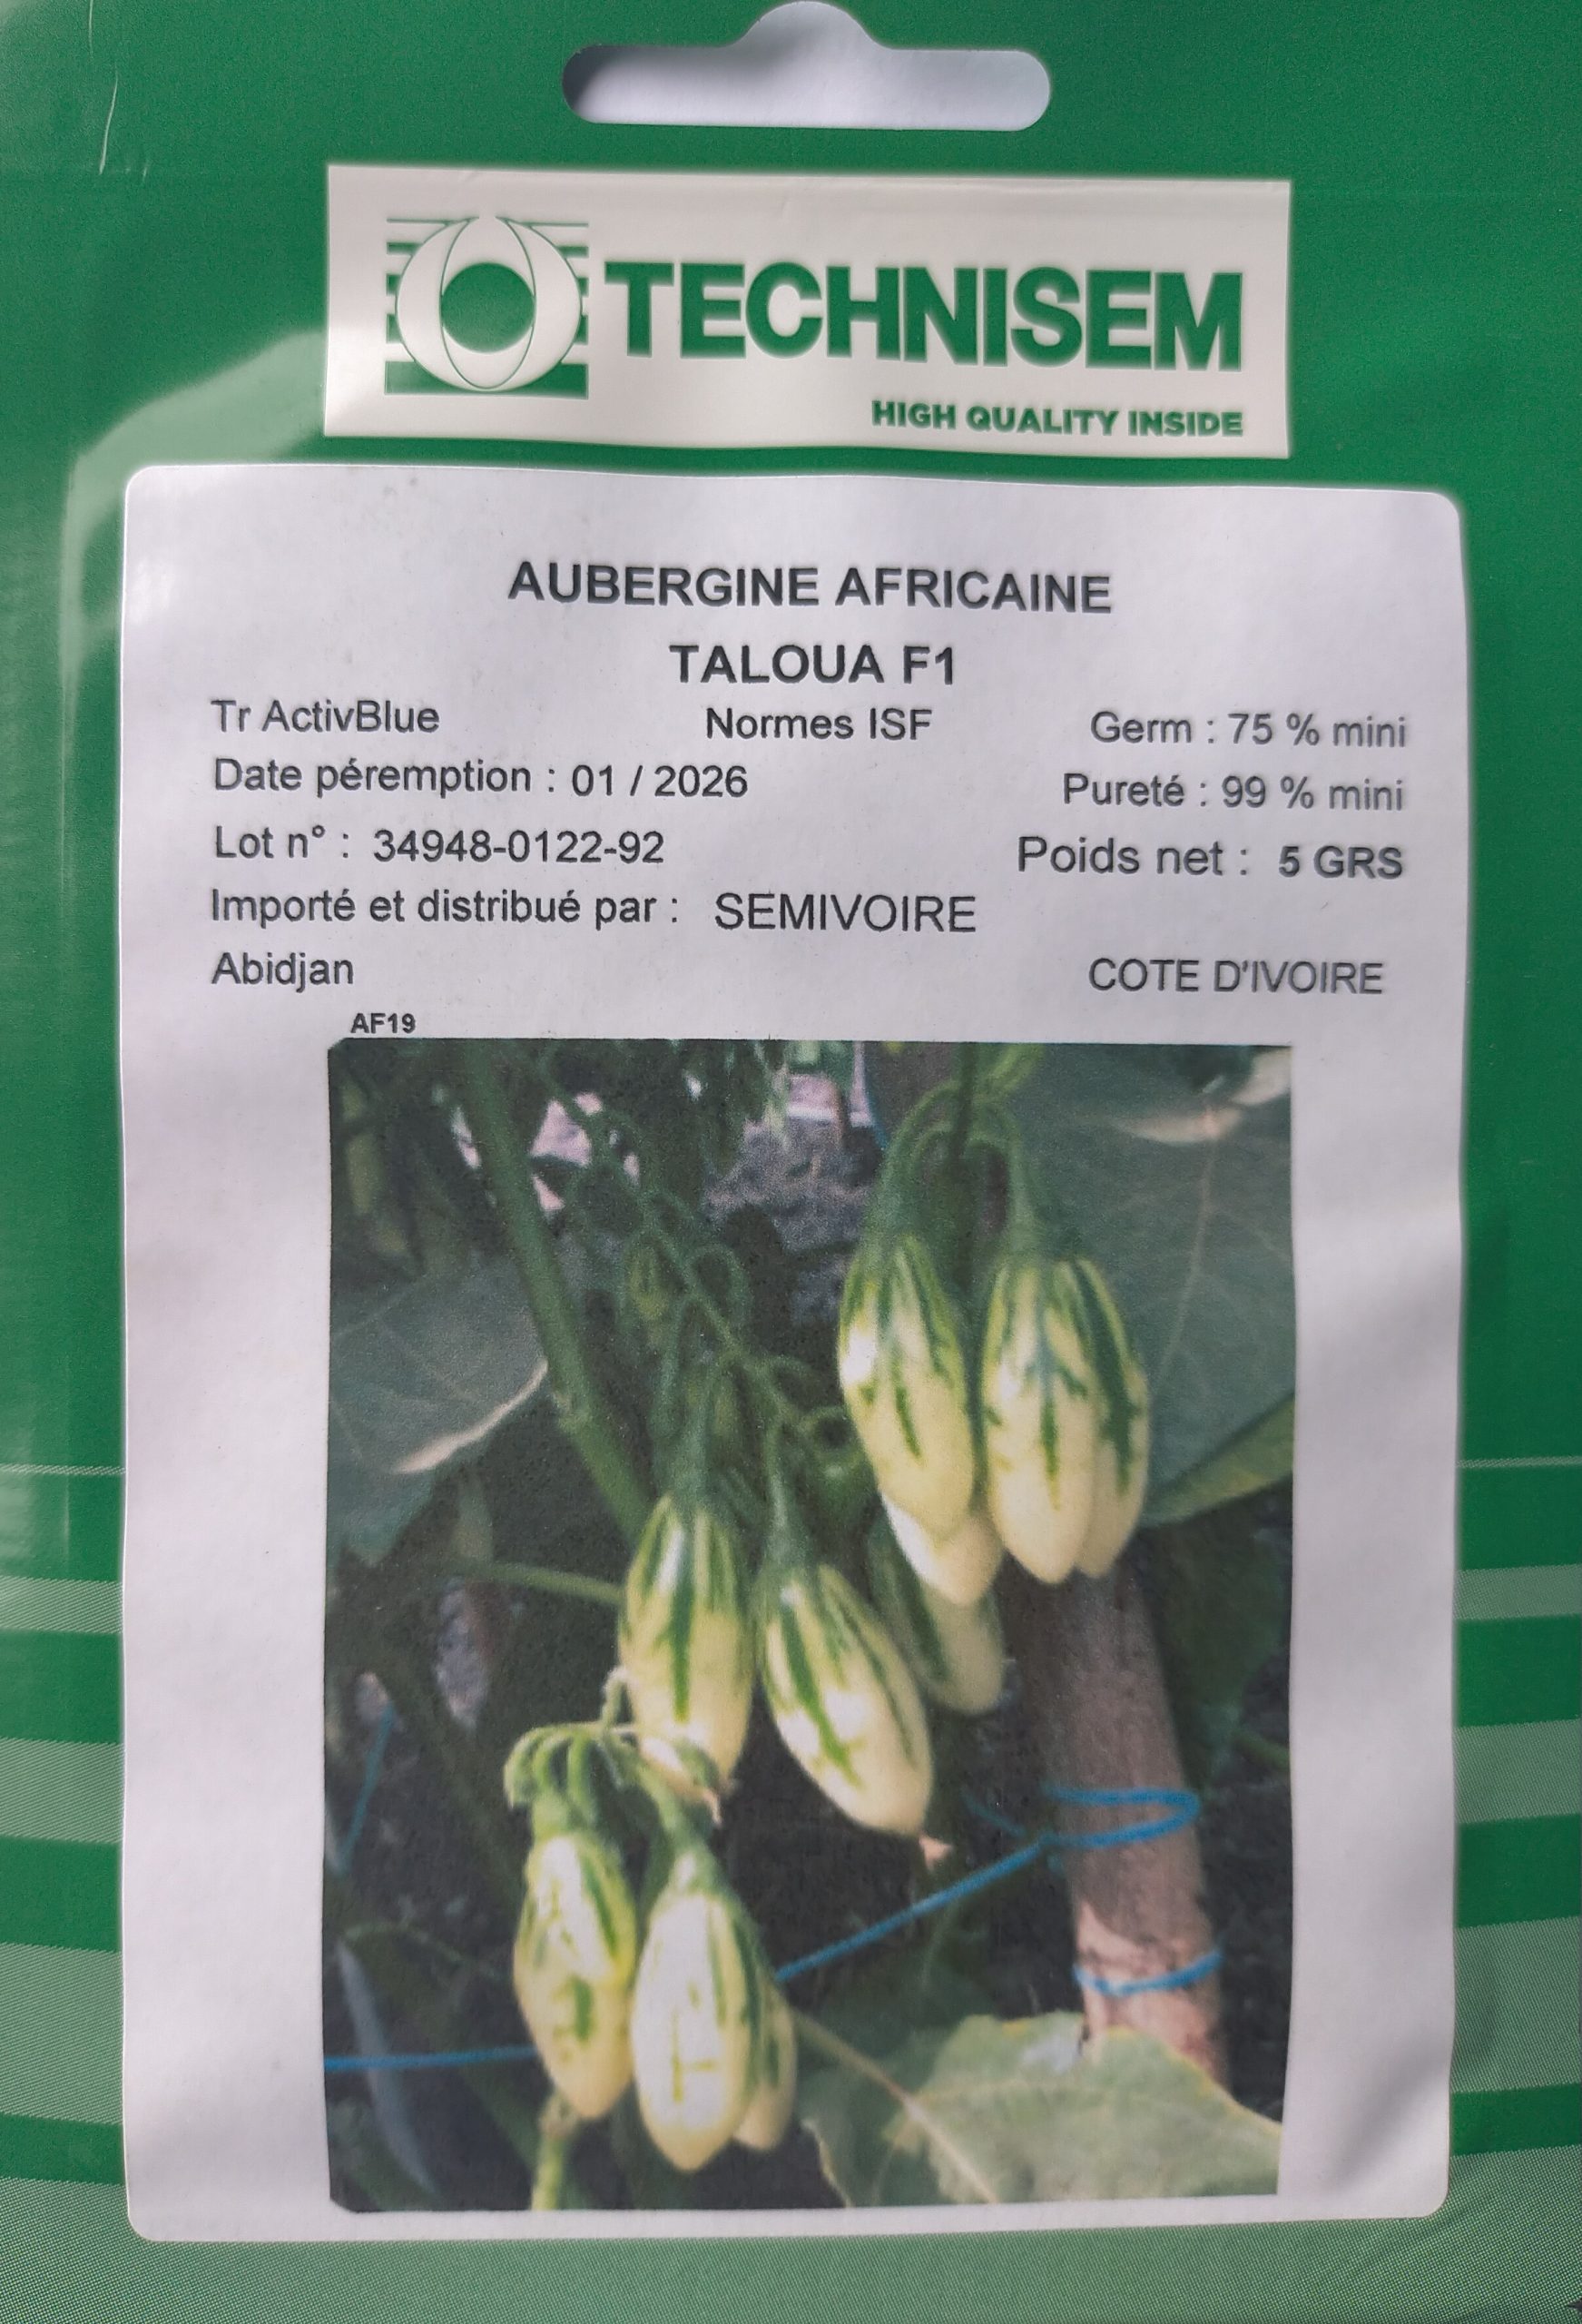 TECHNISEM
HIGH QUALITY INSIDE
AUBERGINE AFRICAINE
TALOUA F1
Tr ActivBlue Normes ISF Germ : 75 % mini
Date péremption : 01 / 2026 Pureté : 99 % mini
Lot n° : 34948-0122-92 Poids net : 5 GRS
Importé et distribué par : SEMIVOIRE
Abidjan COTE D'IVOIRE
AF19